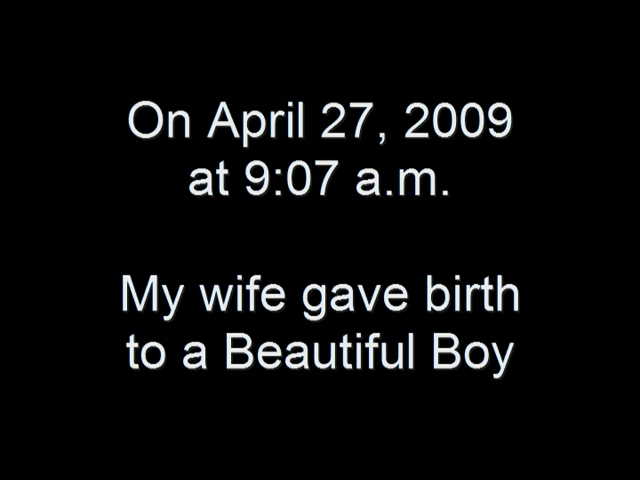 On April 27, 2009
at 9:07 a.m.
My wife gave birth
to a Beautiful Boy